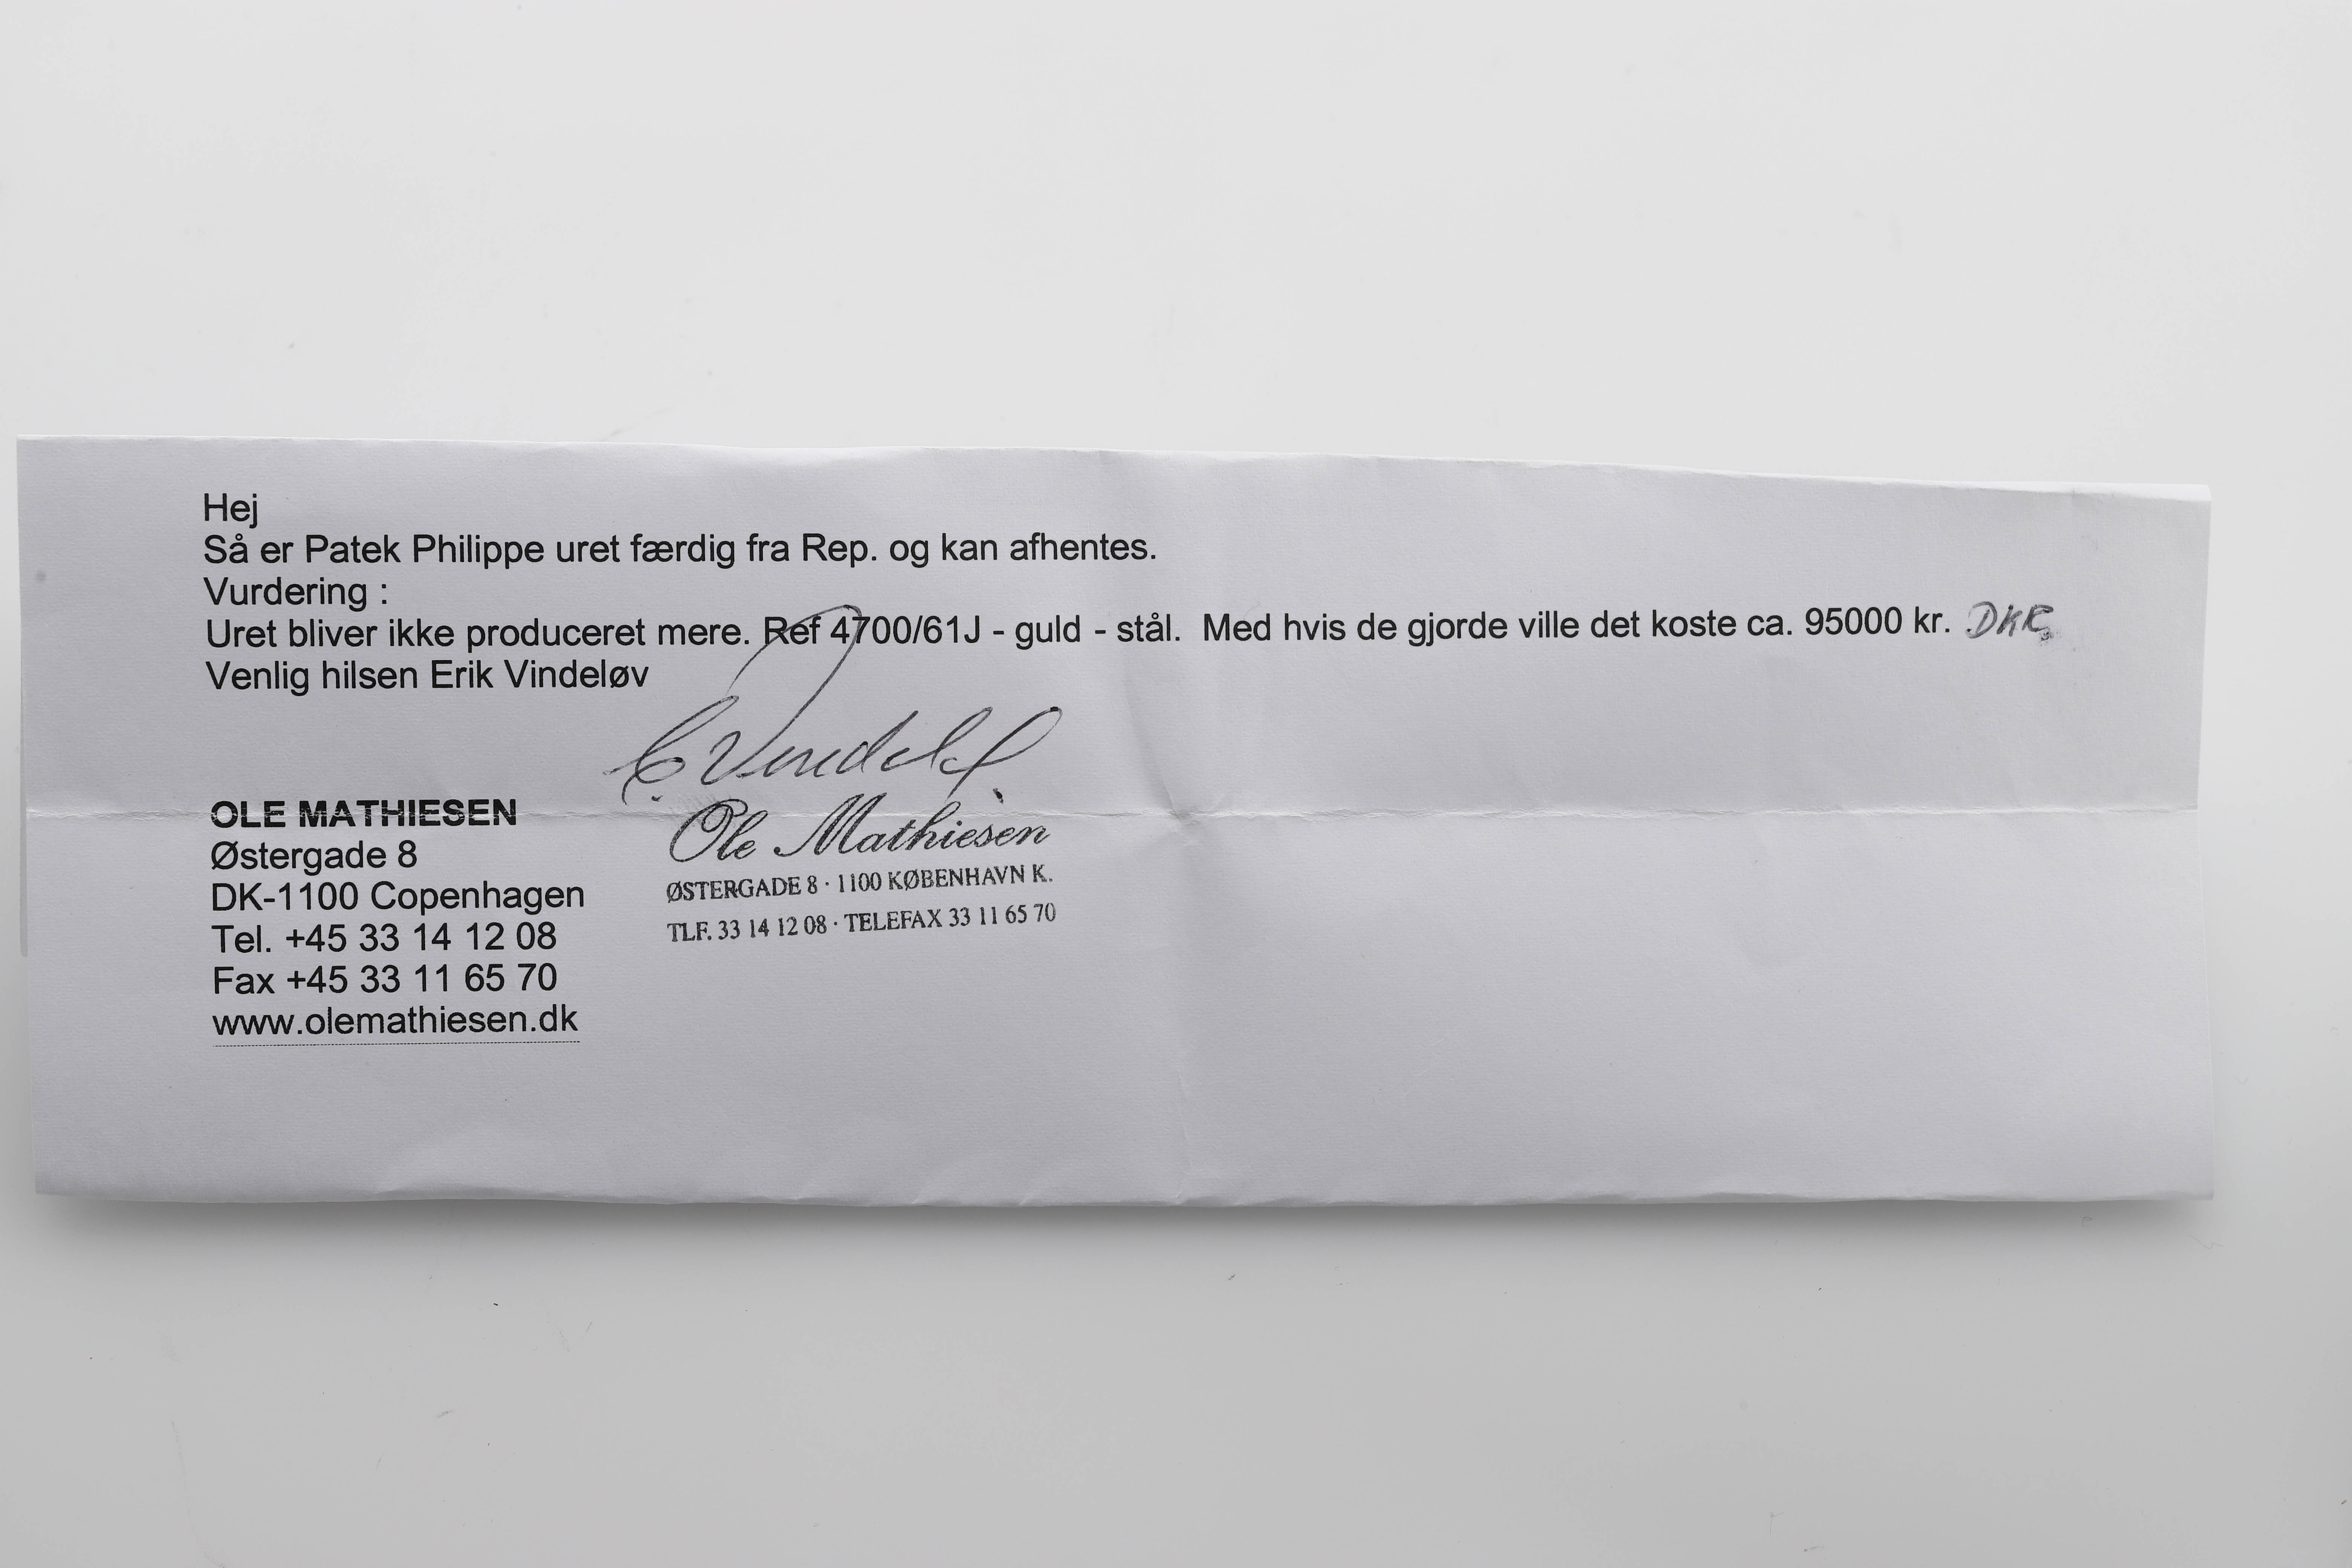 Hej
Så er Patek Philippe uret færdig fra Rep. og kan afhentes.
Vurdering :
Uret bliver ikke produceret mere. Ref 4700/61J - guld - stål.  Med hvis de gjorde ville det koste ca. 95000 kr. DKR
Venlig hilsen Erik Vindeløv
OLE MATHIESEN
Østergade 8
DK-1100 Copenhagen
Tel. +45 33 14 12 08
Fax +45 33 11 65 70
www.olemathiesen.dk
Ole Mathiesen
ØSTERGADE 8 · 1100 KØBENHAVN K.
TLF. 33 14 12 08 · TELEFAX 33 11 65 70